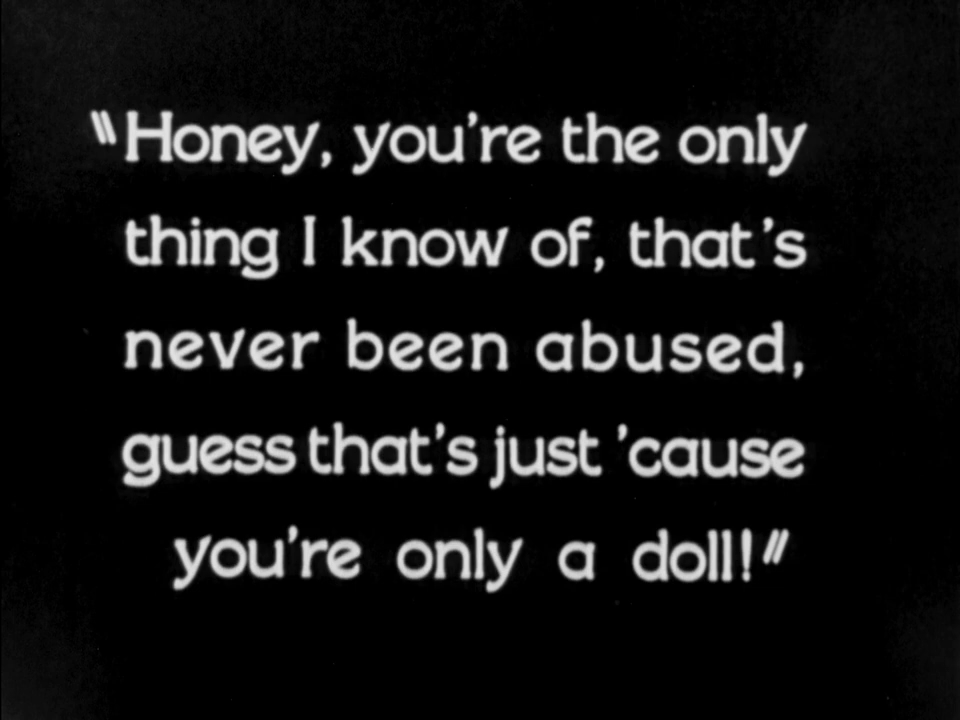 "Honey, you're the only
thing I know of, that's
never been abused,
guess that's just 'cause
you're only a doll!"